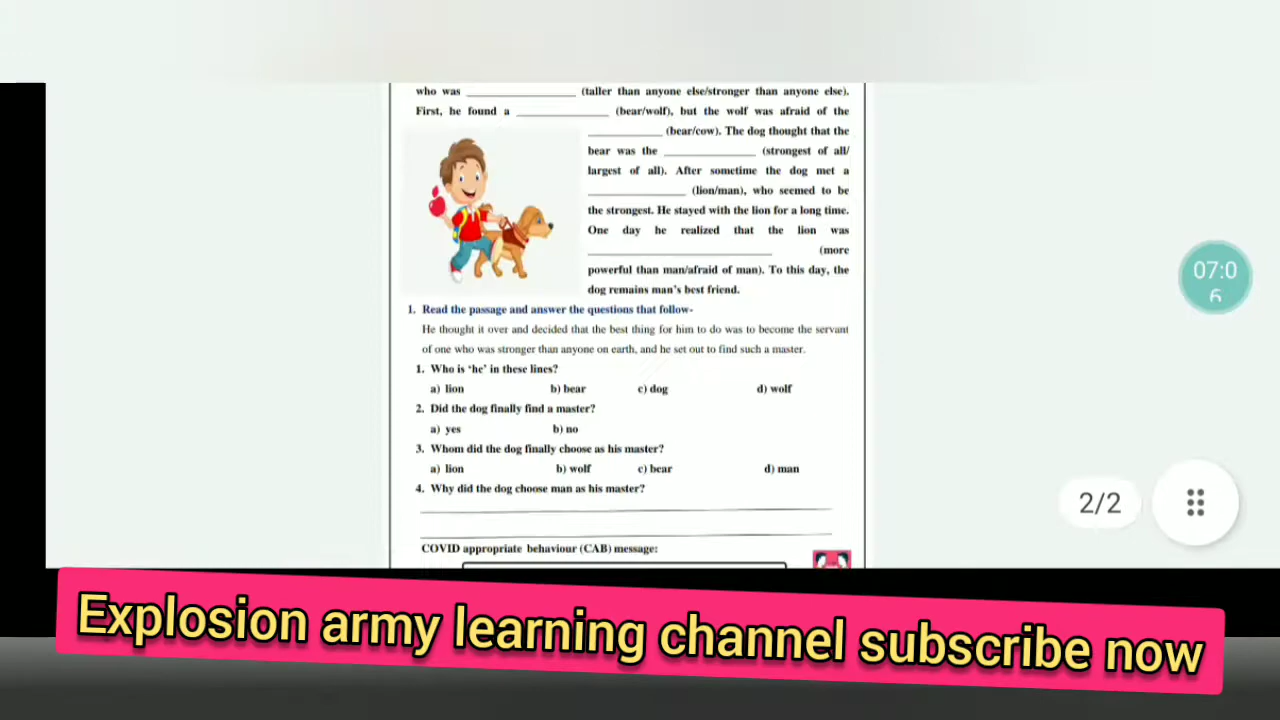 who was ____________________ (taller than anyone else/stronger than anyone else).
First, he found a _________________ (bear/wolf), but the wolf was afraid of the
_____________ (bear/cow). The dog thought that the
bear was the ________________ (strongest of all/
largest of all). After sometime the dog met a
_________________ (lion/man), who seemed to be
the strongest. He stayed with the lion for a long time.
One day he realized that the lion was
________________________________ (more
powerful than man/afraid of man). To this day, the
dog remains man's best friend.
1. Read the passage and answer the questions that follow-
He thought it over and decided that the best thing for him to do was to become the servant
of one who was stronger than anyone on earth, and he set out to find such a master.
1. Who is 'he' in these lines?
a) lion b) bear c) dog d) wolf
2. Did the dog finally find a master?
a) yes b) no
3. Whom did the dog finally choose as his master?
a) lion b) wolf c) bear d) man
4. Why did the dog choose man as his master?
COVID appropriate behaviour (CAB) message:
07:0
6
2/2
Explosion army learning channel subscribe now